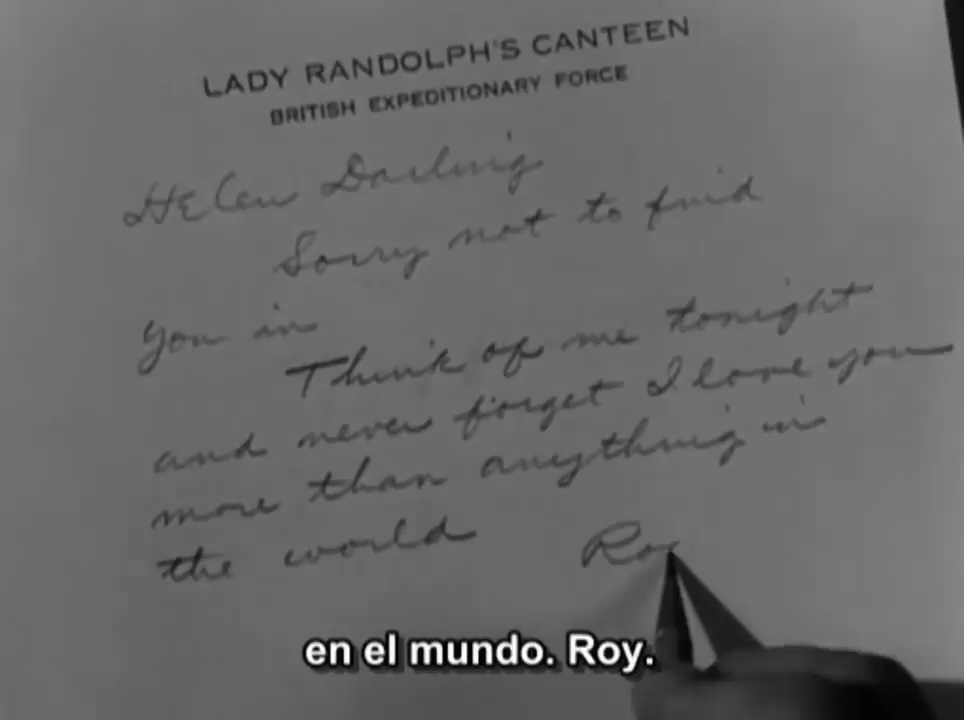 LADY RANDOLPH'S CANTEEN
BRITISH EXPEDITIONARY FORCE
Helen Darling
Sorry not to find
you in
Think of me tonight
and never forget I love you
more than anything in
the world
Roy
en el mundo. Roy.